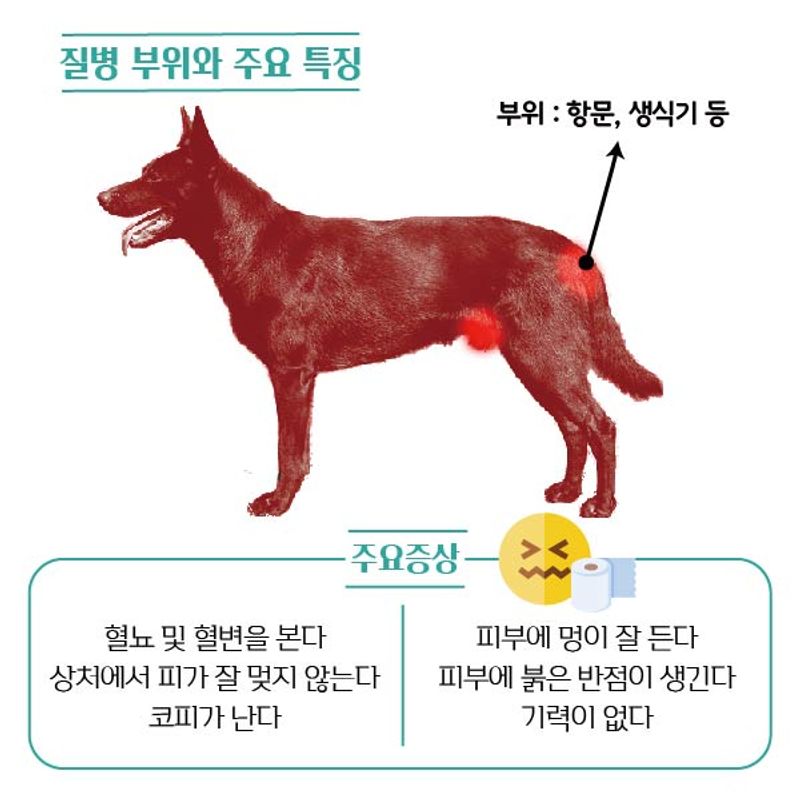 질병 부위와 주요 특징
부위 : 항문, 생식기 등
주요증상
혈뇨 및 혈변을 본다
상처에서 피가 잘 멎지 않는다
코피가 난다
피부에 멍이 잘 든다
피부에 붉은 반점이 생긴다
기력이 없다